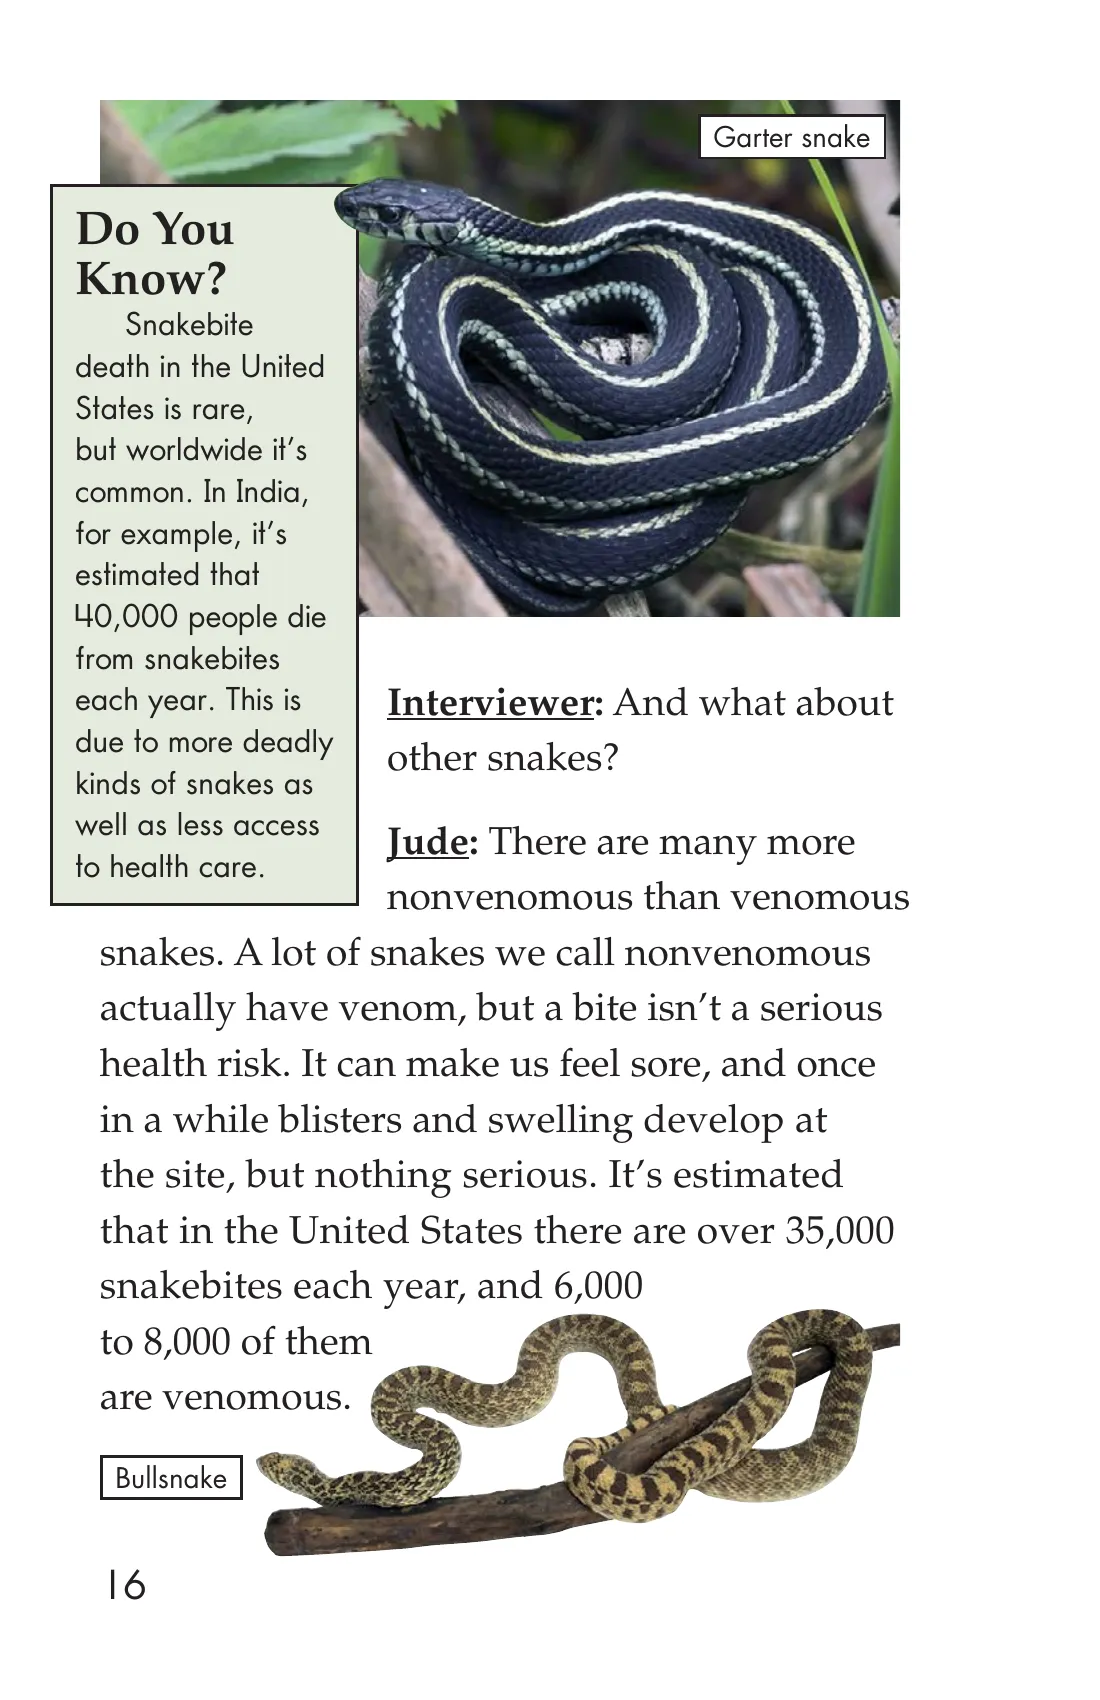 Garter snake
Do You
Know?
Snakebite
death in the United
States is rare,
but worldwide it’s
common. In India,
for example, it’s
estimated that
40,000 people die
from snakebites
each year. This is
due to more deadly
kinds of snakes as
well as less access
to health care.
Interviewer: And what about
other snakes?
Jude: There are many more
nonvenomous than venomous
snakes. A lot of snakes we call nonvenomous
actually have venom, but a bite isn’t a serious
health risk. It can make us feel sore, and once
in a while blisters and swelling develop at
the site, but nothing serious. It’s estimated
that in the United States there are over 35,000
snakebites each year, and 6,000
to 8,000 of them
are venomous.
Bullsnake
16